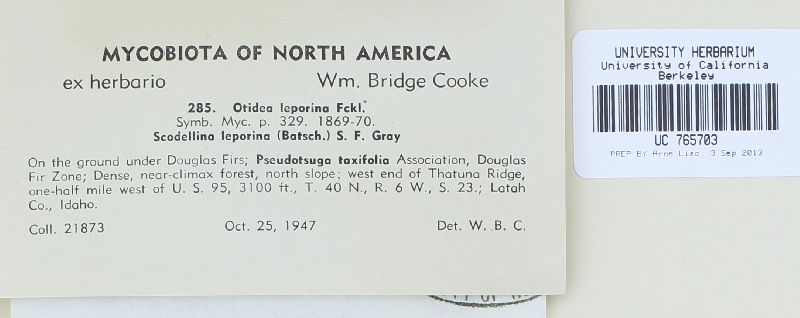 MYCOBIOTA OF NORTH AMERICA
ex herbario Wm. Bridge Cooke
285. Otidea leporina Fckl.
Symb. Myc. p. 329. 1869-70.
Scodellina leporina (Batsch.) S. F. Gray
On the ground under Douglas Firs; Pseudotsuga taxifolia Association, Douglas
Fir Zone; Dense, near-climax forest, north slope; west end of Thatuna Ridge,
one-half mile west of U. S. 95, 3100 ft., T. 40 N., R. 6 W., S. 23.; Latah
Co., Idaho.
Coll. 21873 Oct. 25, 1947 Det. W. B. C.
UNIVERSITY HERBARIUM
University of California
Berkeley
UC 765703
PREP BY Arne Liao, 3 Sep 2013